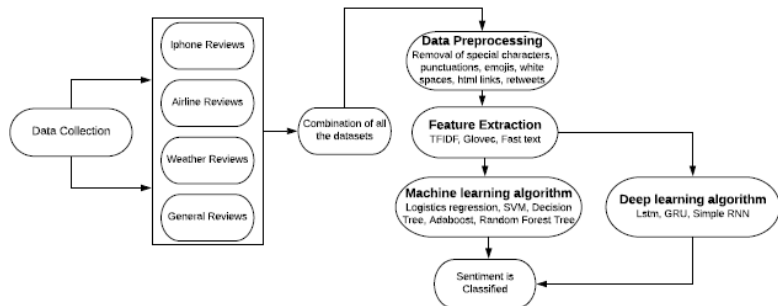 Data Collection
Iphone Reviews
Airline Reviews
Weather Reviews
General Reviews
Combination of all
the datasets
Data Preprocessing
Removal of special characters,
punctuations, emojis, white
spaces, html links, retweets
Feature Extraction
TFIDF, Glovec, Fast text
Machine learning algorithm
Logistics regression, SVM, Decision
Tree, Adaboost, Random Forest Tree
Deep learning algorithm
Lstm, GRU, Simple RNN
Sentiment is
Classified